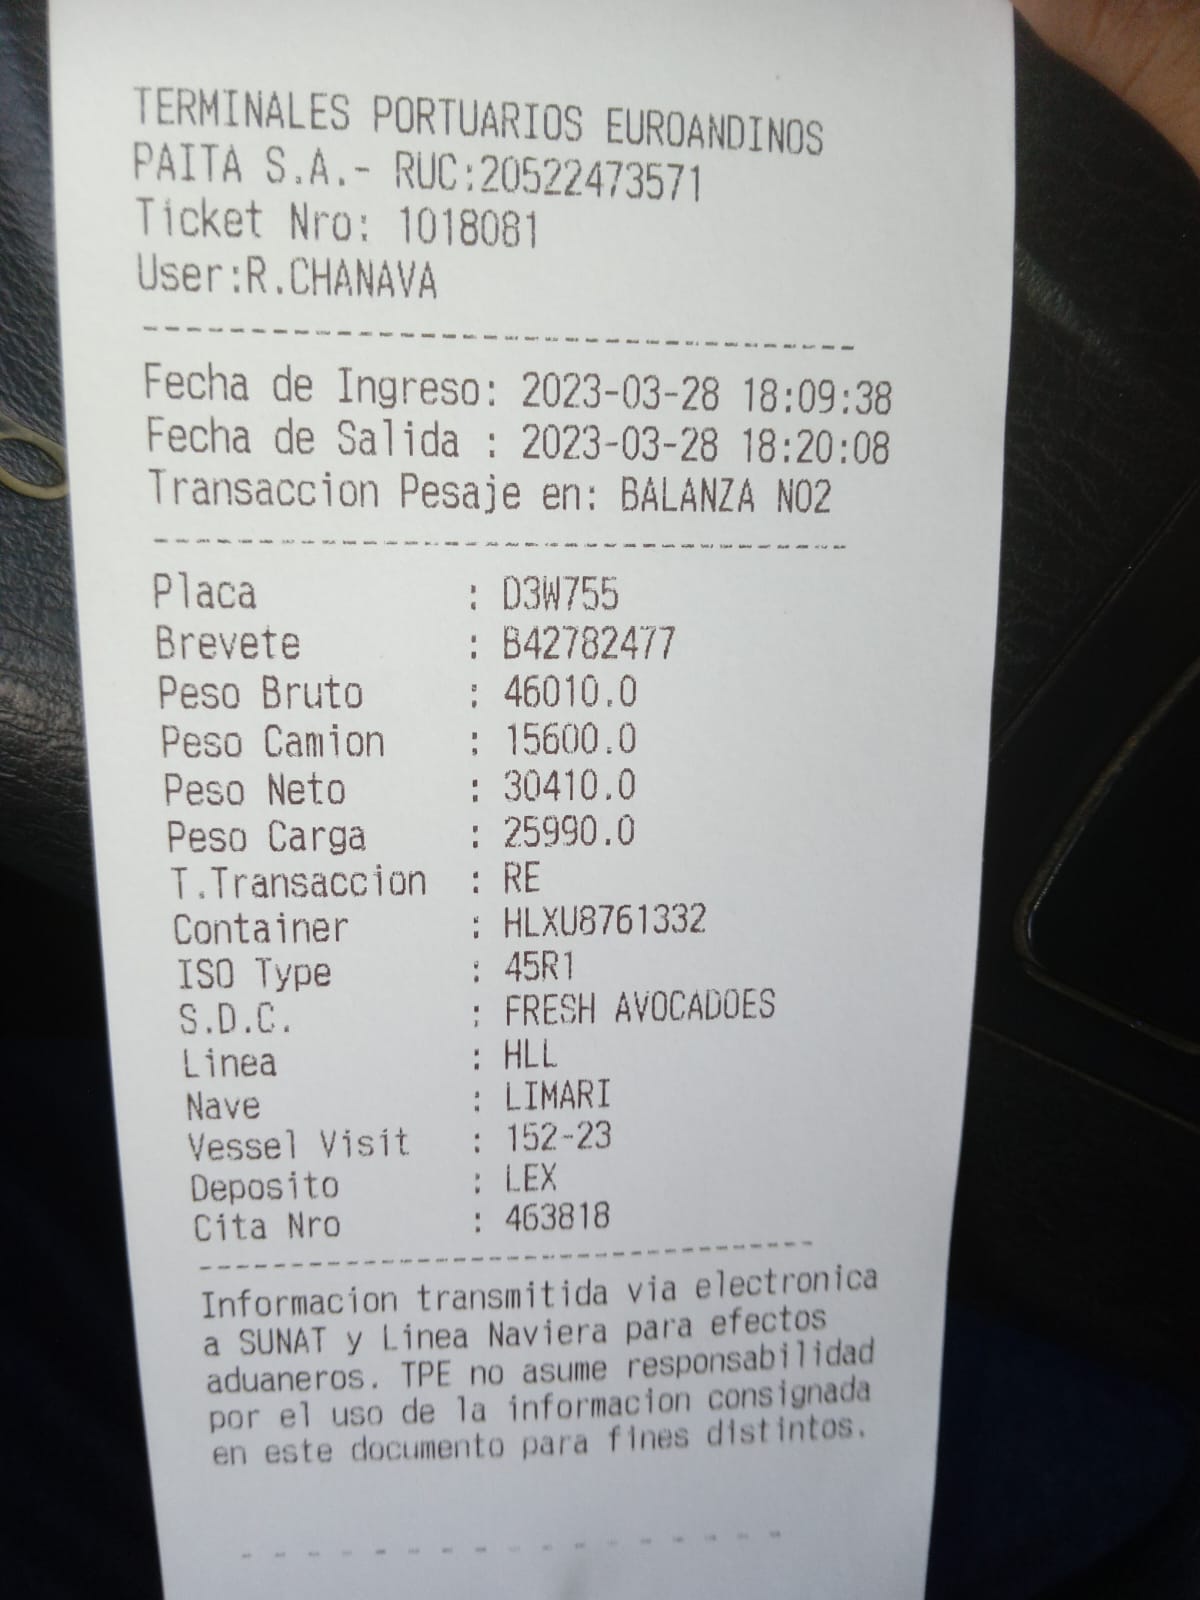 TERMINALES PORTUARIOS EUROANDINOS
PAITA S.A.- RUC:20522473571
Ticket Nro: 1018081
User:R.CHANAVA
Fecha de Ingreso: 2023-03-28 18:09:38
Fecha de Salida : 2023-03-28 18:20:08
Transaccion Pesaje en: BALANZA NO2
Placa : D3W755
Brevete : B42782477
Peso Bruto : 46010.0
Peso Camion : 15600.0
Peso Neto : 30410.0
Peso Carga : 25990.0
T.Transaccion : RE
Container : HLXU8761332
ISO Type : 45R1
S.D.C. : FRESH AVOCADOES
Linea : HLL
Nave : LIMARI
Vessel Visit : 152-23
Deposito : LEX
Cita Nro : 463818
Informacion transmitida via electronica
a SUNAT y Linea Naviera para efectos
aduaneros. TPE no asume responsabilidad
por el uso de la informacion consignada
en este documento para fines distintos.